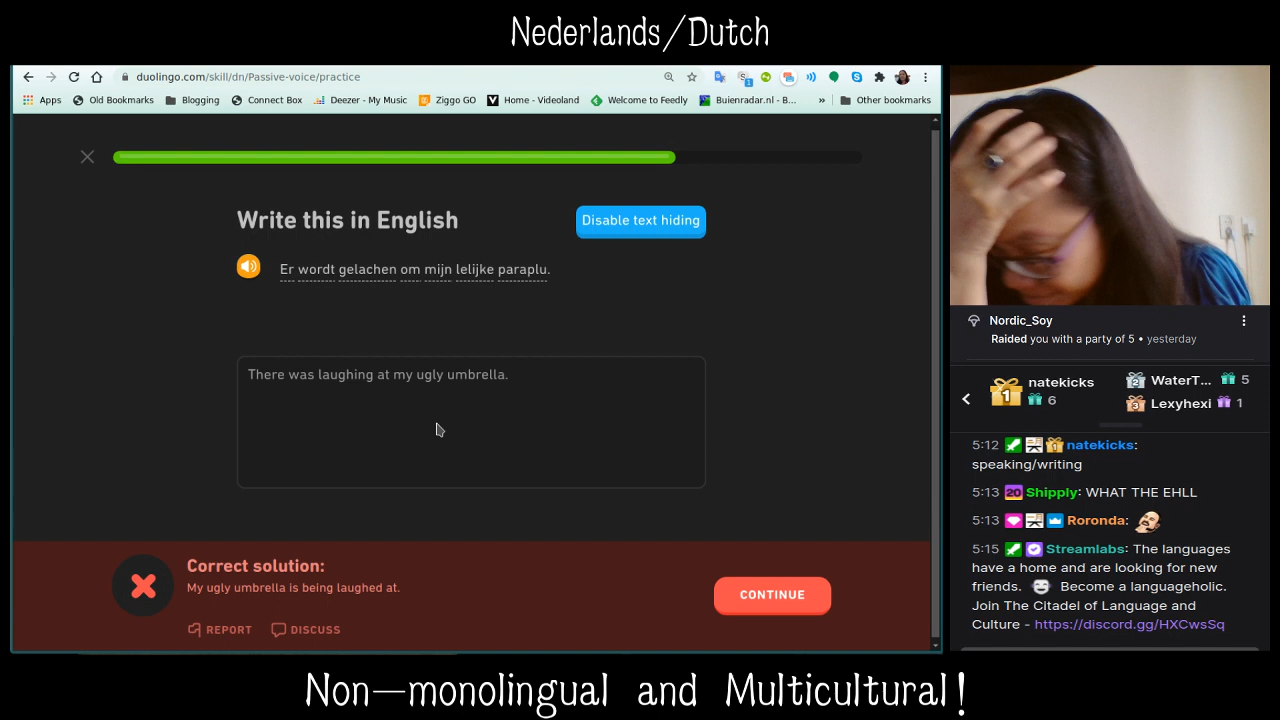 Nederlands/Dutch
duolingo.com/skill/dn/Passive-voice/practice
Apps Old Bookmarks Blogging Connect Box Deezer - My Music Ziggo GO Home - Videoland Welcome to Feedly Buienradar.nl - B... » Other bookmarks
Write this in English
Disable text hiding
Er wordt gelachen om mijn lelijke paraplu.
There was laughing at my ugly umbrella.
Correct solution:
My ugly umbrella is being laughed at.
CONTINUE
REPORT DISCUSS
Nordic_Soy
Raided you with a party of 5 • yesterday
1 natekicks
6
2 WaterT... 5
3 Lexyhexi 1
5:12 natekicks:
speaking/writing
5:13 20 Shipply: WHAT THE EHLL
5:13 Roronda:
5:15 Streamlabs: The languages
have a home and are looking for new
friends. Become a languageholic.
Join The Citadel of Language and
Culture - https://discord.gg/HXCwsSq
Non-monolingual and Multicultural!